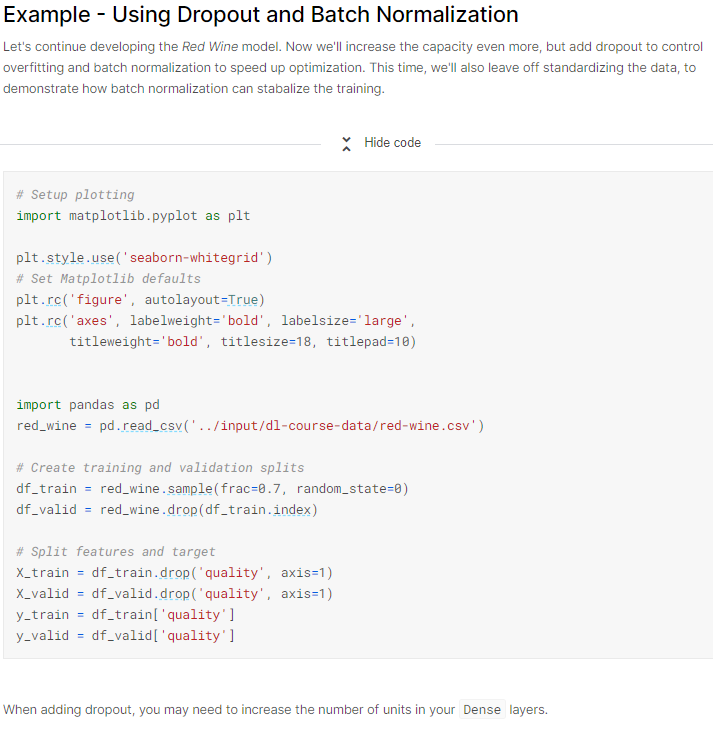 Example - Using Dropout and Batch Normalization
Let's continue developing the Red Wine model. Now we'll increase the capacity even more, but add dropout to control
overfitting and batch normalization to speed up optimization. This time, we'll also leave off standardizing the data, to
demonstrate how batch normalization can stabalize the training.
Hide code
# Setup plotting
import matplotlib.pyplot as plt
plt.style.use('seaborn-whitegrid')
# Set Matplotlib defaults
plt.rc('figure', autolayout=True)
plt.rc('axes', labelweight='bold', labelsize='large',
       titleweight='bold', titlesize=18, titlepad=10)
import pandas as pd
red_wine = pd.read_csv('../input/dl-course-data/red-wine.csv')
# Create training and validation splits
df_train = red_wine.sample(frac=0.7, random_state=0)
df_valid = red_wine.drop(df_train.index)
# Split features and target
X_train = df_train.drop('quality', axis=1)
X_valid = df_valid.drop('quality', axis=1)
y_train = df_train['quality']
y_valid = df_valid['quality']
When adding dropout, you may need to increase the number of units in your Dense layers.